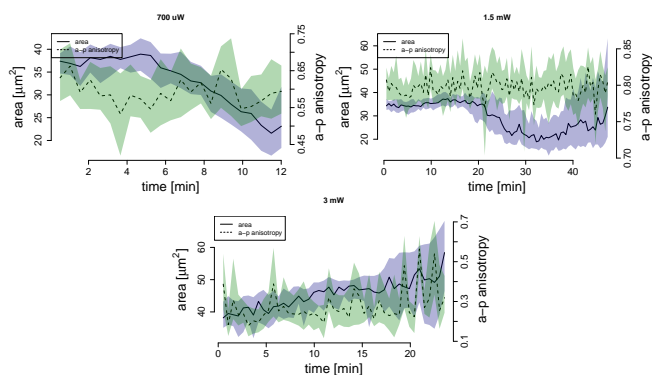 700 uW
area
a−p anisotropy
area [μm²]
20
25
30
35
40
0.45
0.55
0.65
0.75
a−p anisotropy
2
4
6
8
10
12
time [min]
1.5 mW
area
a−p anisotropy
area [μm²]
20
30
40
50
60
0.70
0.75
0.80
0.85
a−p anisotropy
0
10
20
30
40
time [min]
3 mW
area
a−p anisotropy
area [μm²]
40
50
60
0.1
0.3
0.5
0.7
a−p anisotropy
0
5
10
15
20
time [min]